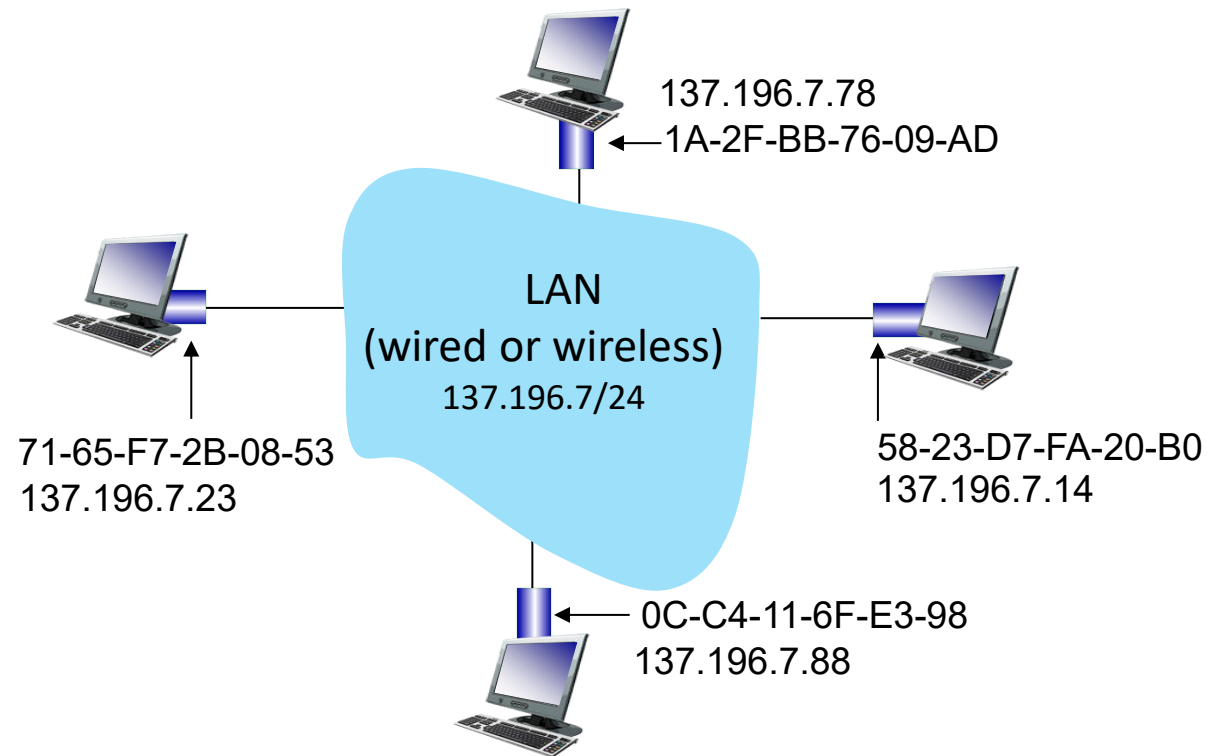 137.196.7.78
1A-2F-BB-76-09-AD
LAN
(wired or wireless)
137.196.7/24
71-65-F7-2B-08-53
137.196.7.23
58-23-D7-FA-20-B0
137.196.7.14
0C-C4-11-6F-E3-98
137.196.7.88